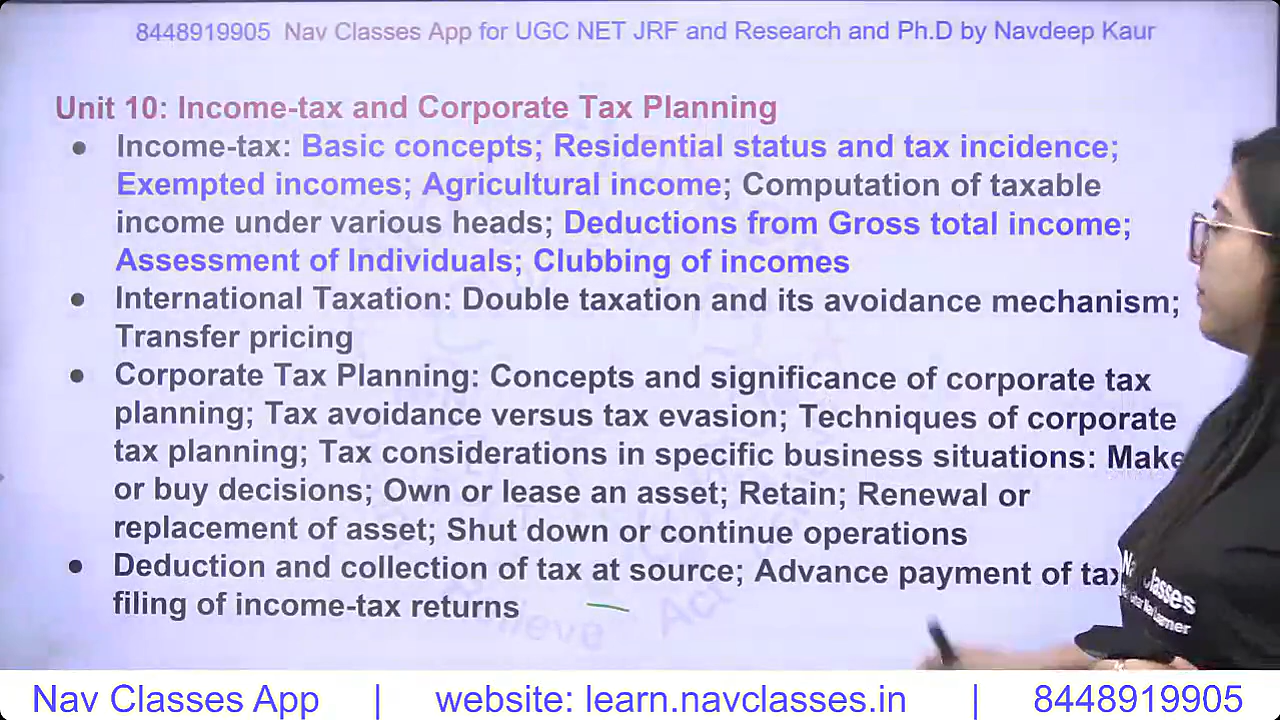 8448919905 Nav Classes App for UGC NET JRF and Research and Ph.D by Navdeep Kaur
Unit 10: Income-tax and Corporate Tax Planning
● Income-tax: Basic concepts; Residential status and tax incidence;
Exempted incomes; Agricultural income; Computation of taxable
income under various heads; Deductions from Gross total income;
Assessment of Individuals; Clubbing of incomes
● International Taxation: Double taxation and its avoidance mechanism;
Transfer pricing
● Corporate Tax Planning: Concepts and significance of corporate tax
planning; Tax avoidance versus tax evasion; Techniques of corporate
tax planning; Tax considerations in specific business situations: Make
or buy decisions; Own or lease an asset; Retain; Renewal or
replacement of asset; Shut down or continue operations
● Deduction and collection of tax at source; Advance payment of tax
filing of income-tax returns
Nav Classes App | website: learn.navclasses.in | 8448919905